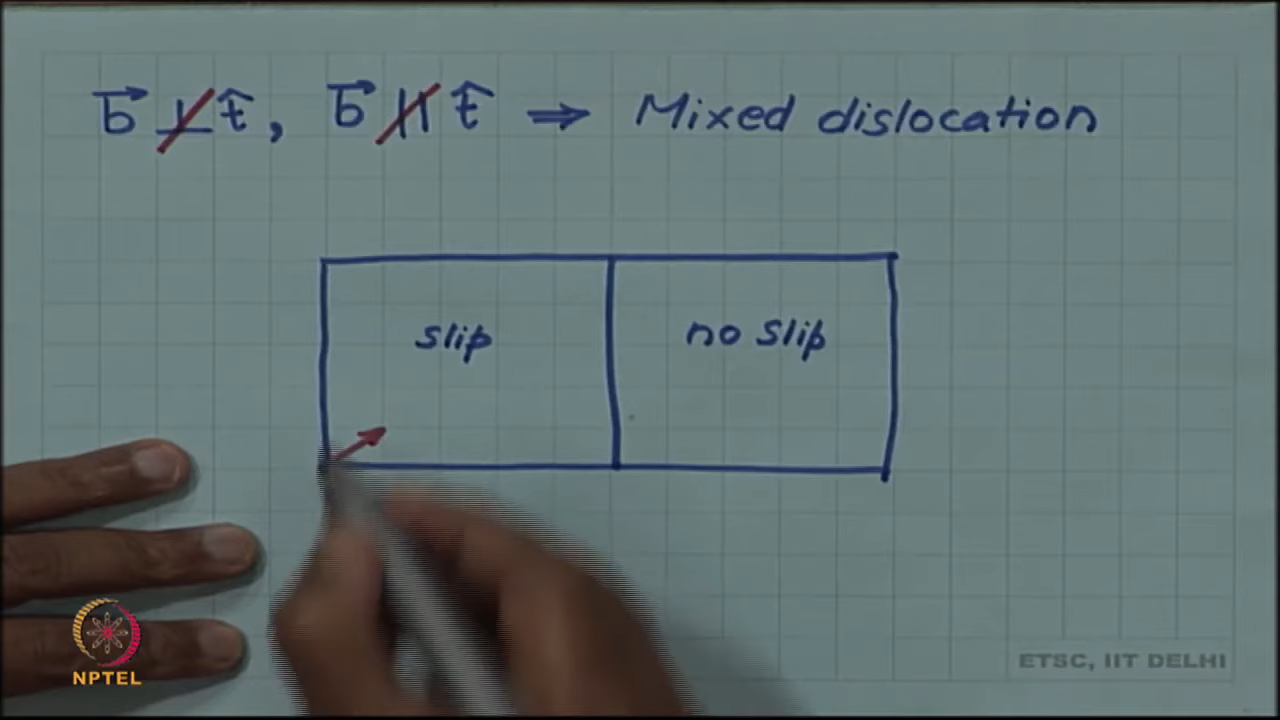 b⃗ ⊥̸ t̂, b⃗ ∦ t̂ ⇒ Mixed dislocation
slip no slip
NPTEL
ETSC, IIT DELHI